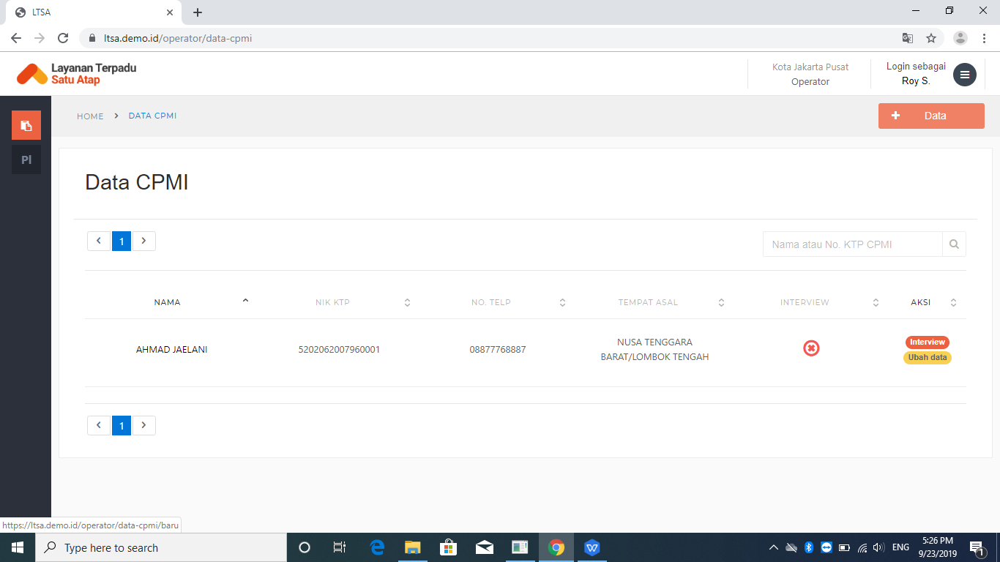 LTSA
ltsa.demo.id/operator/data-cpmi
Layanan Terpadu
Satu Atap
Kota Jakarta Pusat
Operator
Login sebagai
Roy S.
HOME > DATA CPMI
+ Data
Pl
Data CPMI
1
Nama atau No. KTP CPMI
NAMA NIK KTP NO. TELP TEMPAT ASAL INTERVIEW AKSI
AHMAD JAELANI 5202062007960001 08877768887
NUSA TENGGARA
BARAT/LOMBOK TENGAH
Interview
Ubah data
1
https://ltsa.demo.id/operator/data-cpmi/baru
Type here to search
ENG
5:26 PM
9/23/2019
1